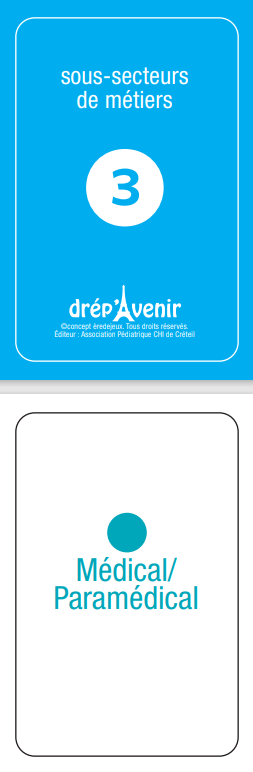 sous-secteurs
de métiers
3
drép'Avenir
©concept èredejeux. Tous droits réservés.
Éditeur : Association Pédiatrique CHI de Créteil
Médical/
Paramédical